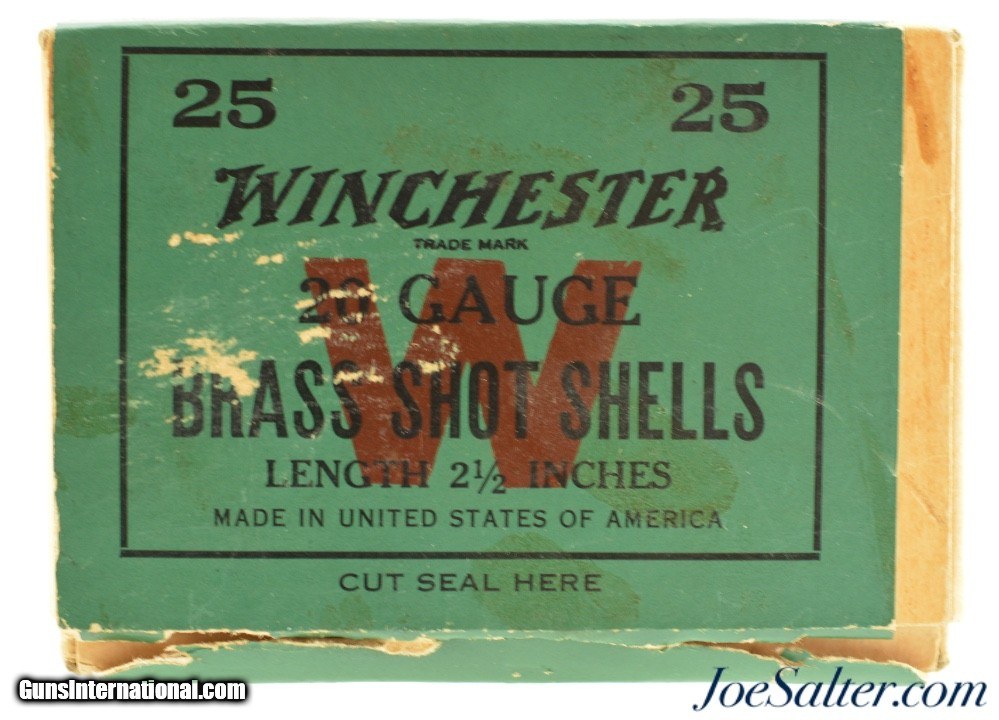 25 25
WINCHESTER
TRADE MARK
20 GAUGE
W
BRASS SHOT SHELLS
LENGTH 2½ INCHES
MADE IN UNITED STATES OF AMERICA
CUT SEAL HERE
GunsInternational.com
JoeSalter.com